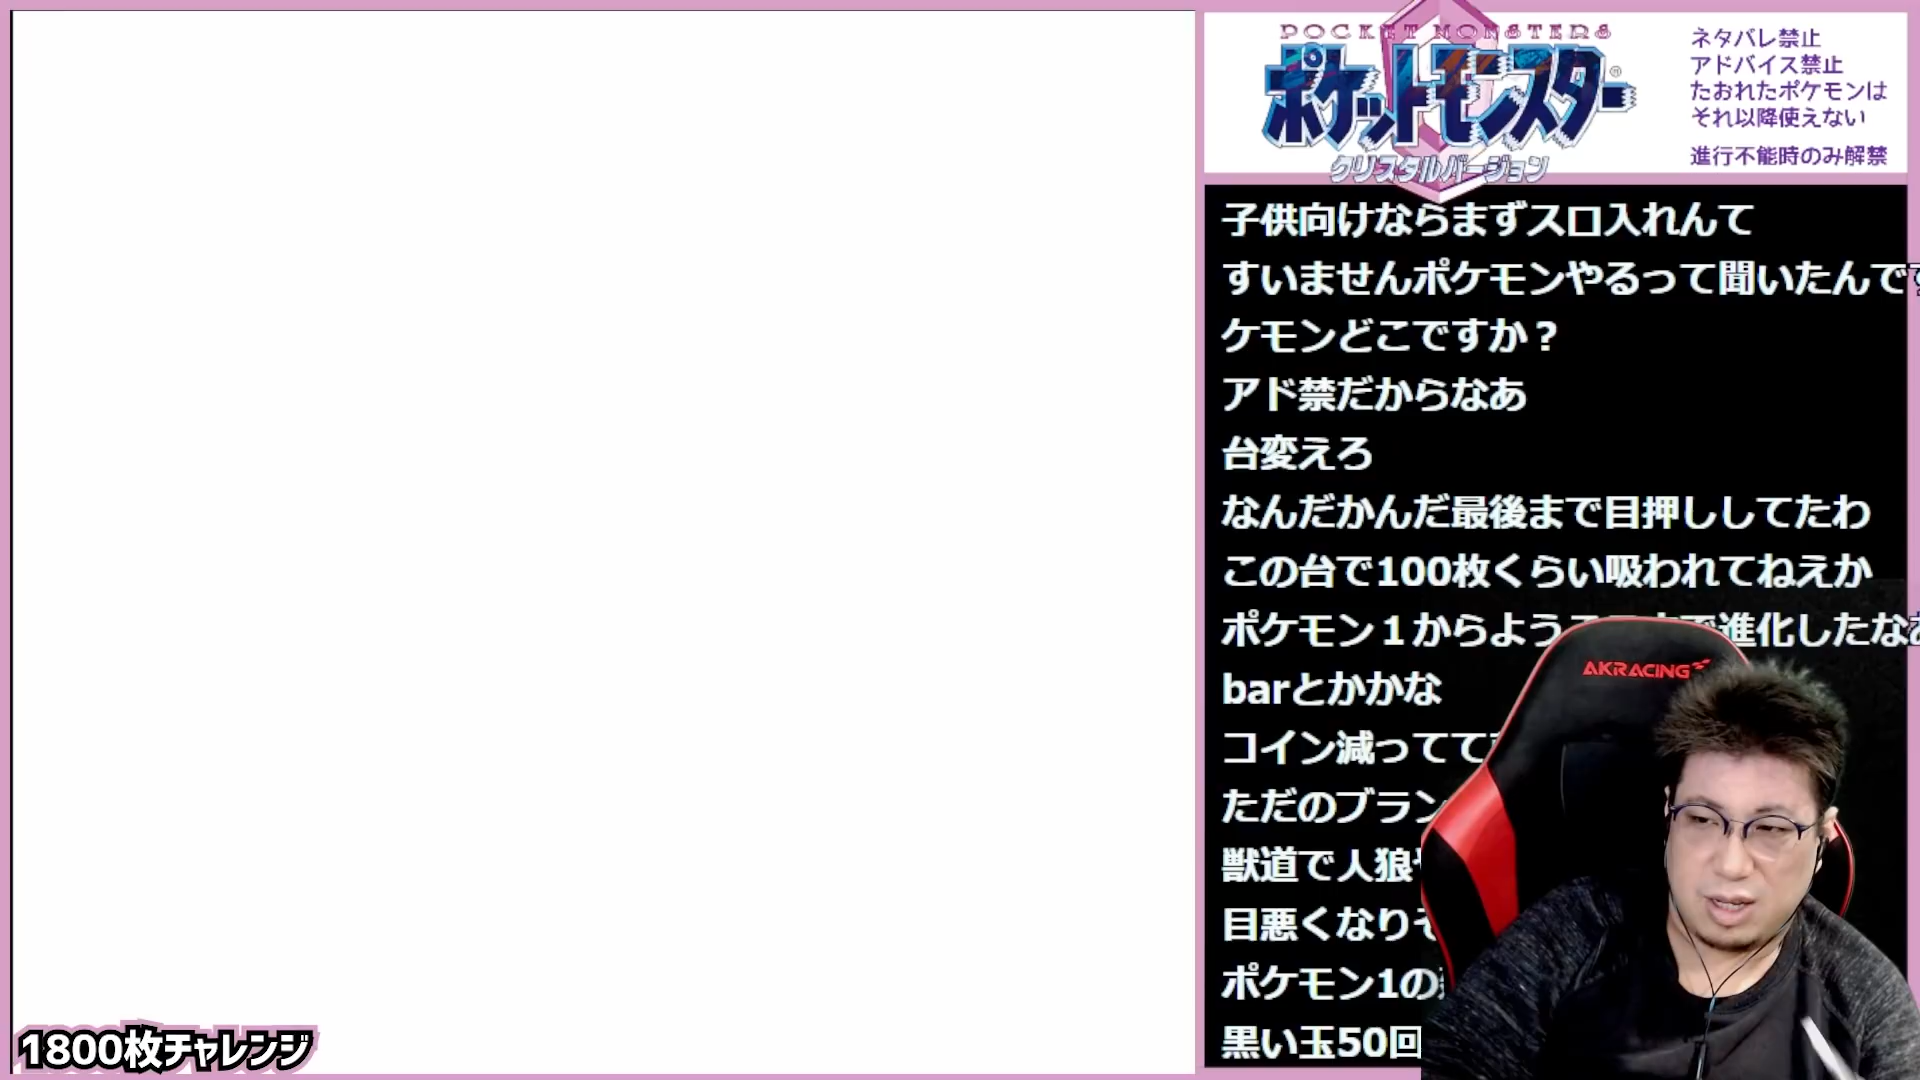 POCKET MONSTERS
ポケットモンスター
®
クリスタルバージョン
ネタバレ禁止
アドバイス禁止
たおれたポケモンは
それ以降使えない
進行不能時のみ解禁
子供向けならまずスロ入れんて
すいませんポケモンやるって聞いたんで
ケモンどこですか？
アド禁だからなあ
台変えろ
なんだかんだ最後まで目押ししてたわ
この台で100枚くらい吸われてねえか
ポケモン１からよう
進化したなあ
barとかかな
コイン減ってて
ただのブラン
獣道で人狼
目悪くなりそ
ポケモン1の
黒い玉50回
AKRACING
1800枚チャレンジ